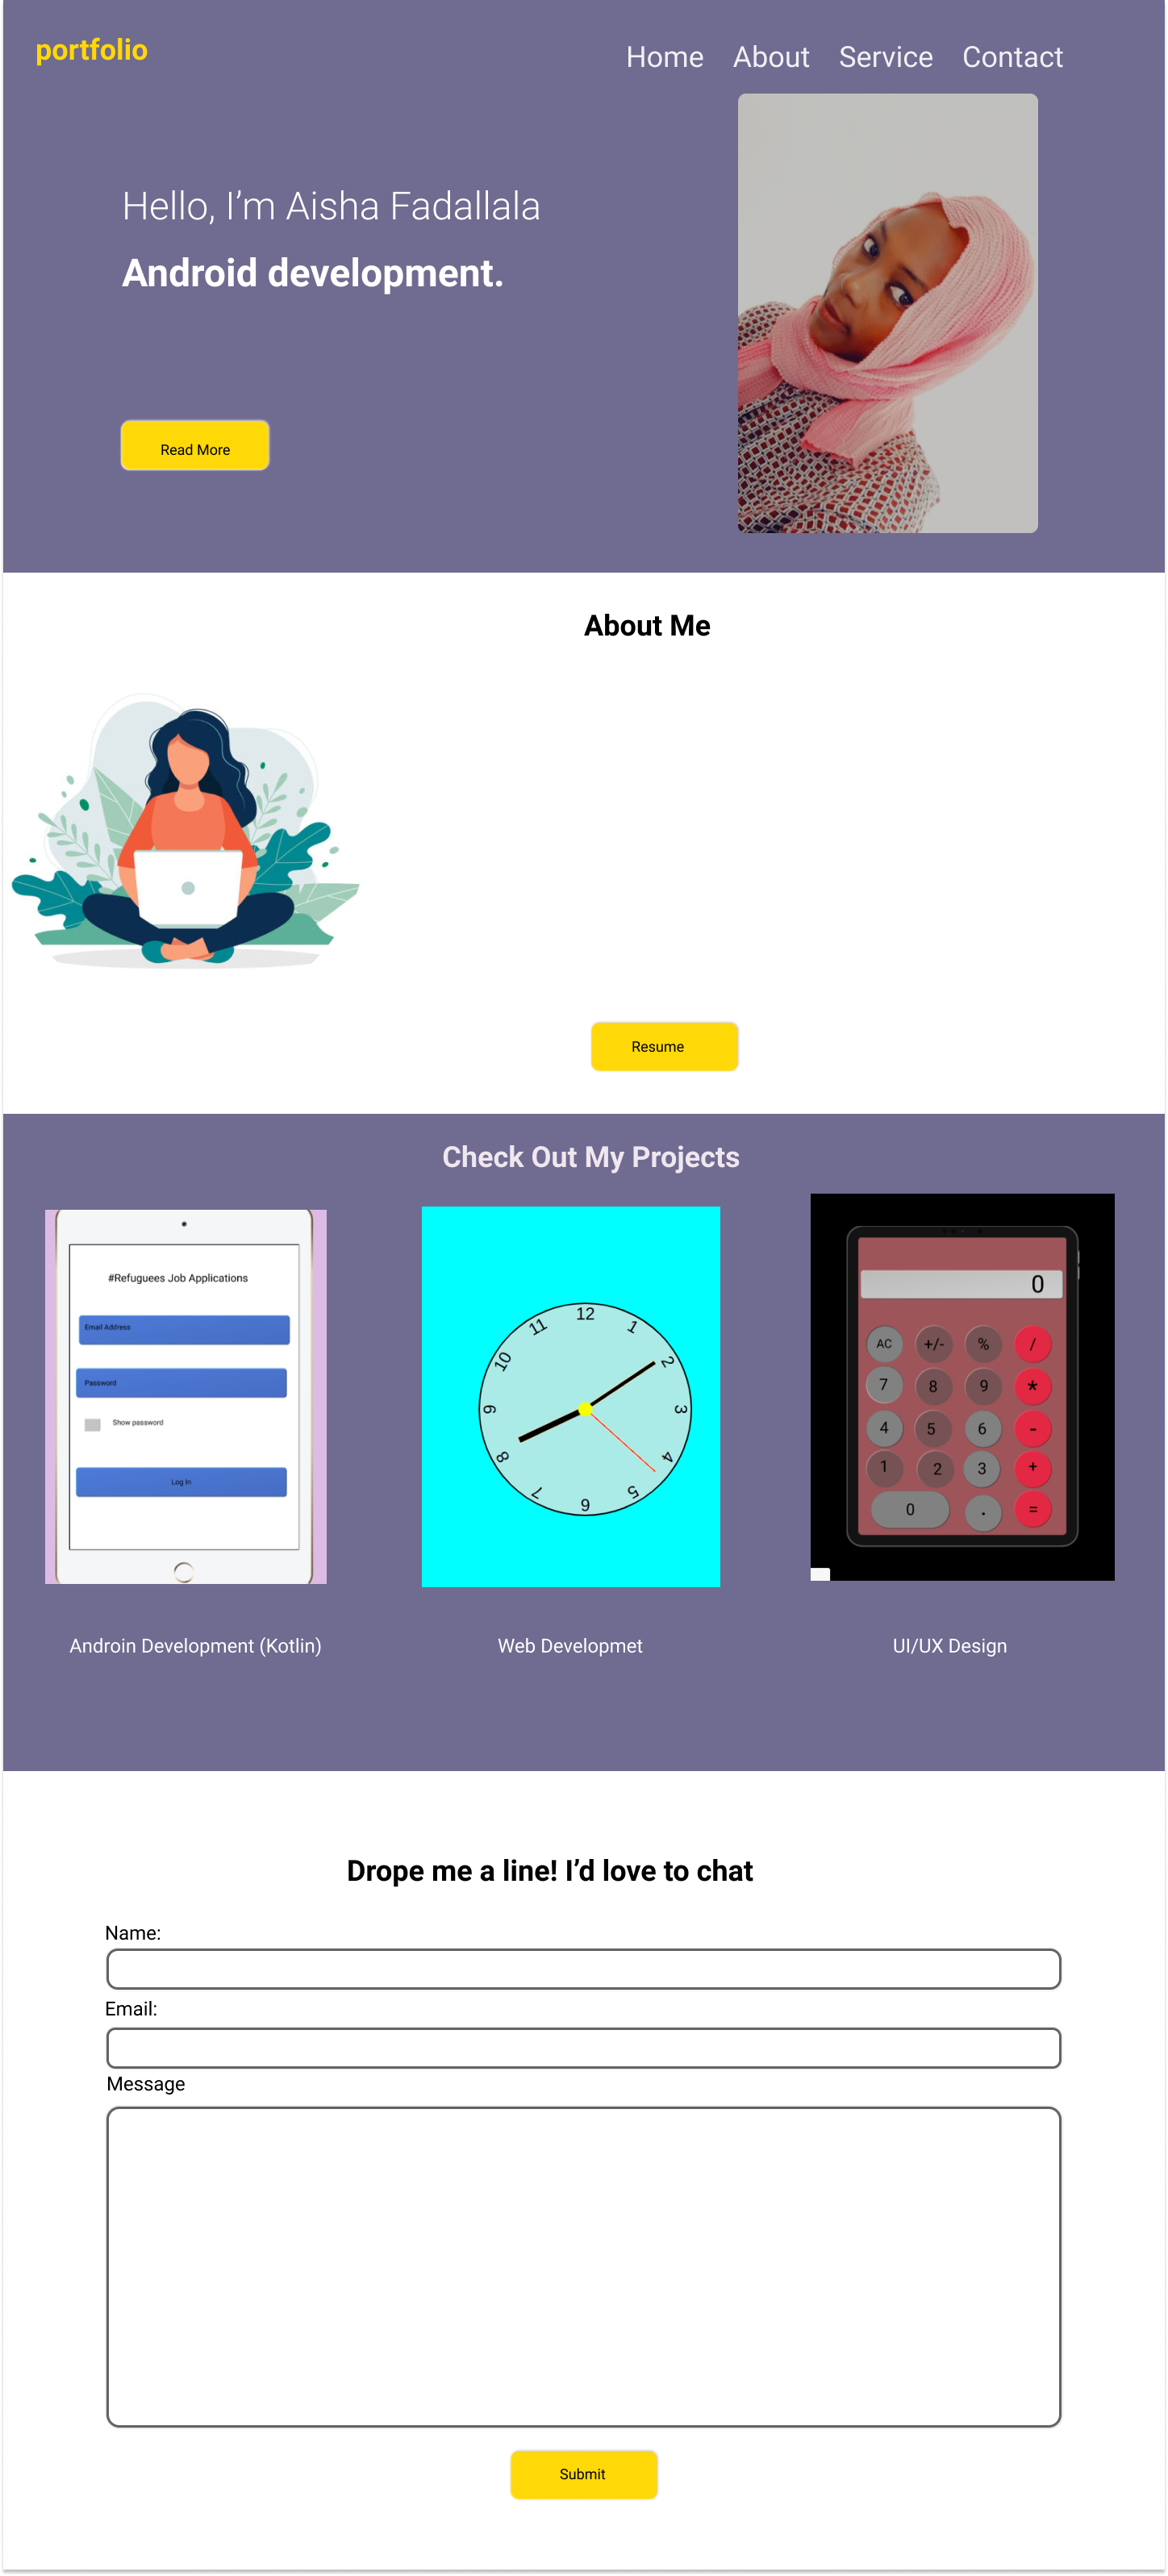 portfolio
Home About Service Contact
Hello, I’m Aisha Fadallala
Android development.
Read More
About Me
Resume
Check Out My Projects
#Refuguees Job Applications
Email Address
Password
Show password
Log In
12
1
2
3
4
5
6
7
8
9
10
11
0
AC +/- % /
7 8 9 *
4 5 6 -
1 2 3 +
0 . =
Androin Development (Kotlin)
Web Developmet
UI/UX Design
Drope me a line! I’d love to chat
Name:
Email:
Message
Submit